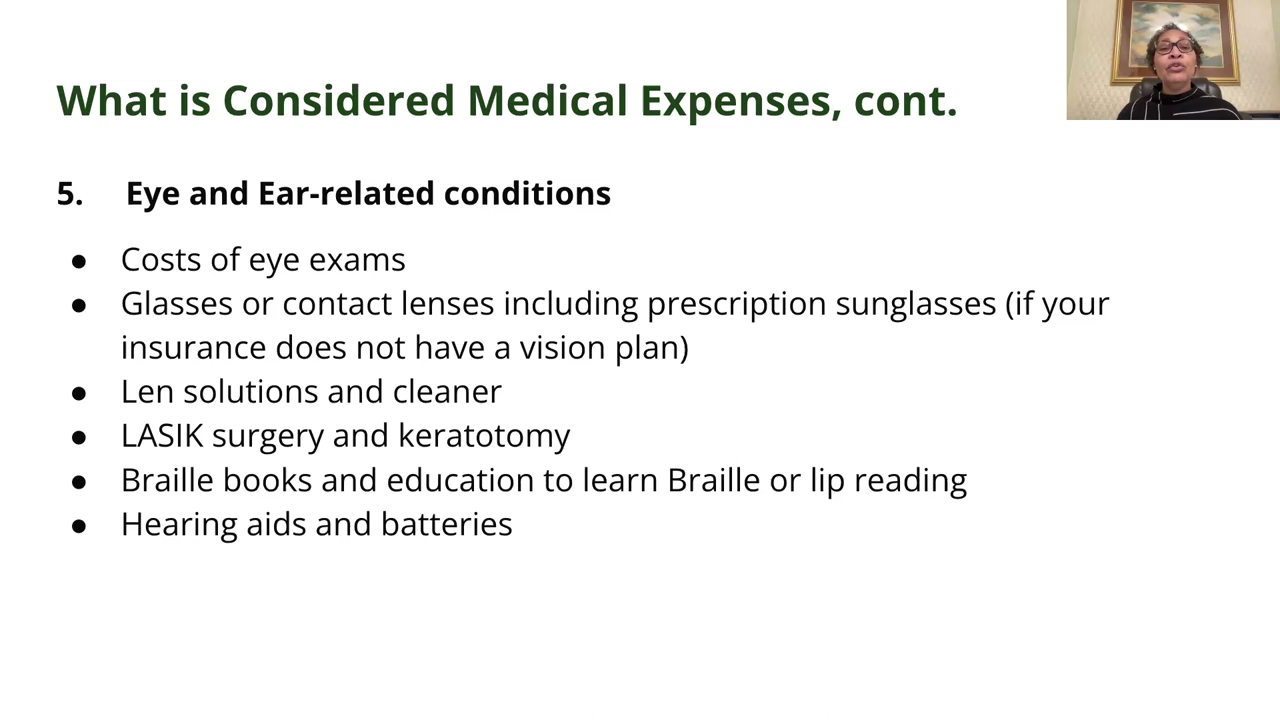 What is Considered Medical Expenses, cont.
5. Eye and Ear-related conditions
● Costs of eye exams
● Glasses or contact lenses including prescription sunglasses (if your
insurance does not have a vision plan)
● Len solutions and cleaner
● LASIK surgery and keratotomy
● Braille books and education to learn Braille or lip reading
● Hearing aids and batteries